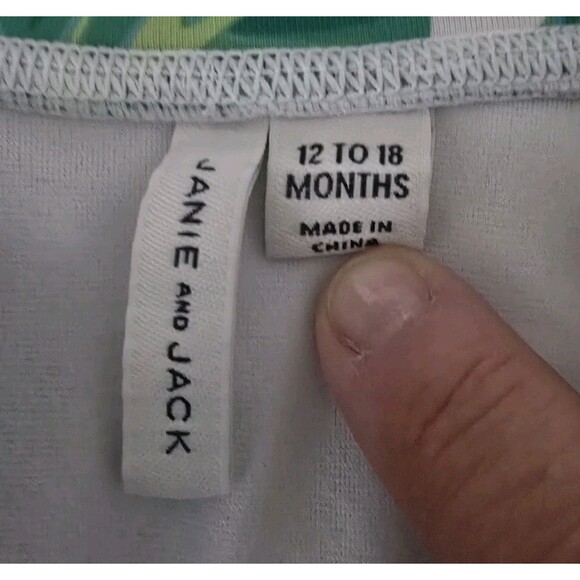 JANIE AND JACK
12 TO 18
MONTHS
MADE IN
CHINA